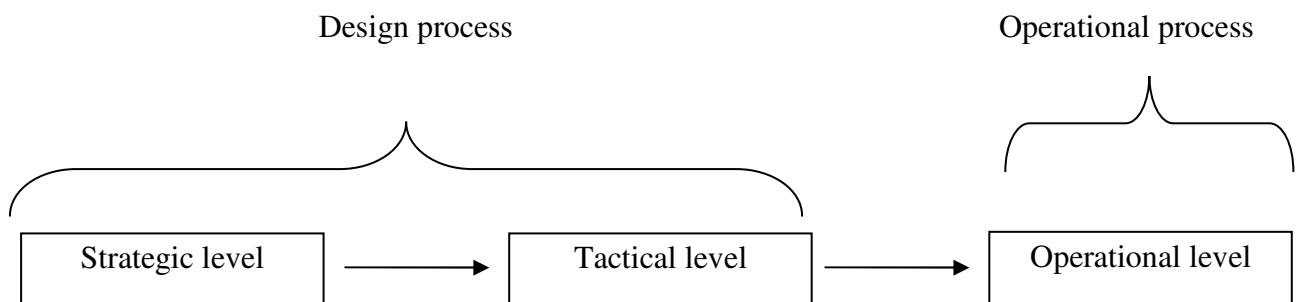 Design process
Operational process
Strategic level
Tactical level
Operational level